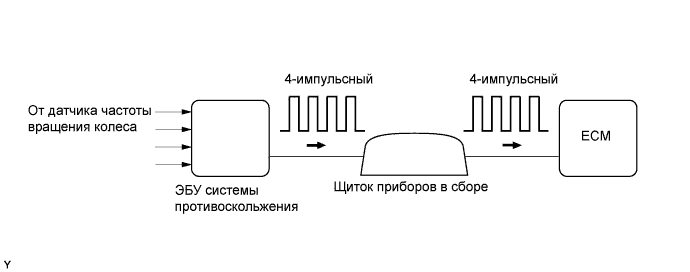 4-импульсный
4-импульсный
От датчика частоты
вращения колеса
ECM
ЭБУ системы
противоскольжения
Щиток приборов в сборе
Y